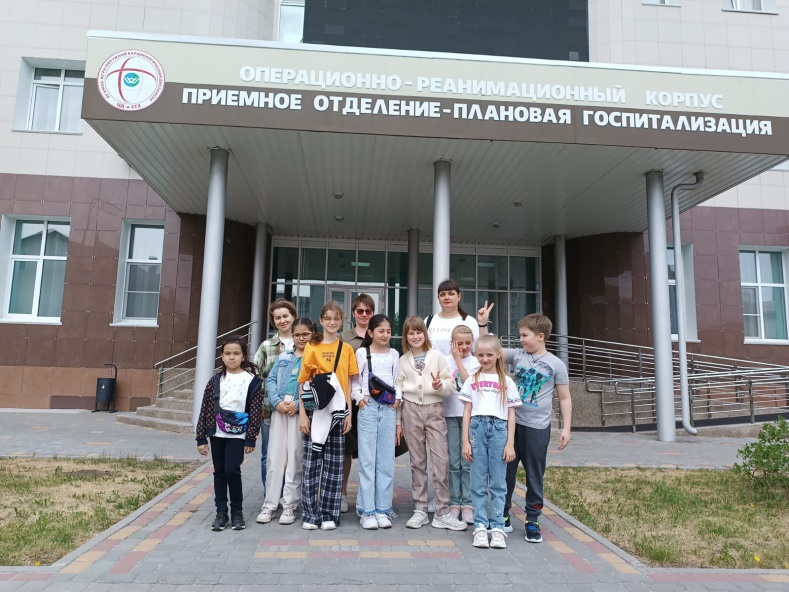 ОПЕРАЦИОННО-РЕАНИМАЦИОННЫЙ КОРПУС
ПРИЕМНОЕ ОТДЕЛЕНИЕ-ПЛАНОВАЯ ГОСПИТАЛИЗАЦИЯ